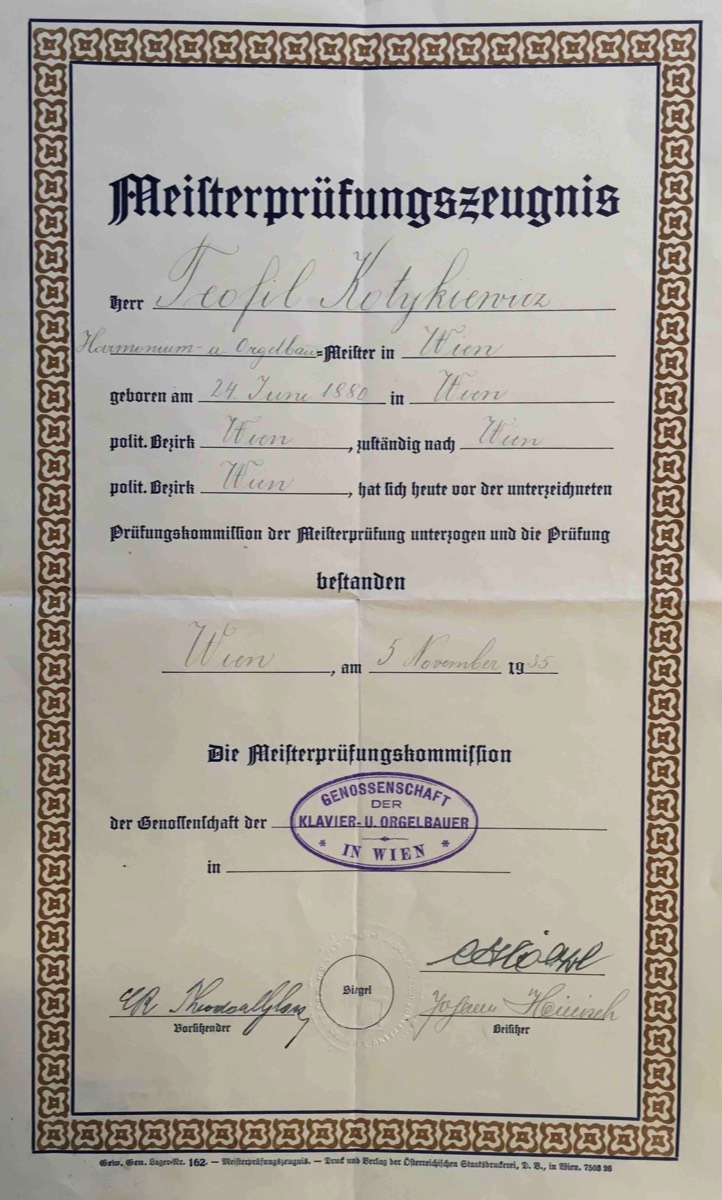 Meisterprüfungszeugnis
Herr Teofil Kotykiewicz
Harmonium- u Orgelbau=Meister in Wien
geboren am 24. Juni 1880 in Wien
polit. Bezirk Wien, zuständig nach Wien
polit. Bezirk Wien, hat sich heute vor der unterzeichneten
Prüfungskommission der Meisterprüfung unterzogen und die Prüfung
bestanden
Wien, am 5 November 1935
Die Meisterprüfungskommission
der Genossenschaft der
GENOSSENSCHAFT
DER
KLAVIER- U. ORGELBAUER
* IN WIEN *
in
Siegel
Johann Heinisch
Vorsitzender
Beisitzer
Gew. Gen. Lager-Nr. 162. — Meisterprüfungszeugnis. — Druck und Verlag der Österreichischen Staatsdruckerei, D. B., in Wien. 7503 26